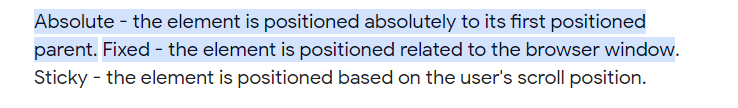 Absolute - the element is positioned absolutely to its first positioned
parent. Fixed - the element is positioned related to the browser window.
Sticky - the element is positioned based on the user's scroll position.